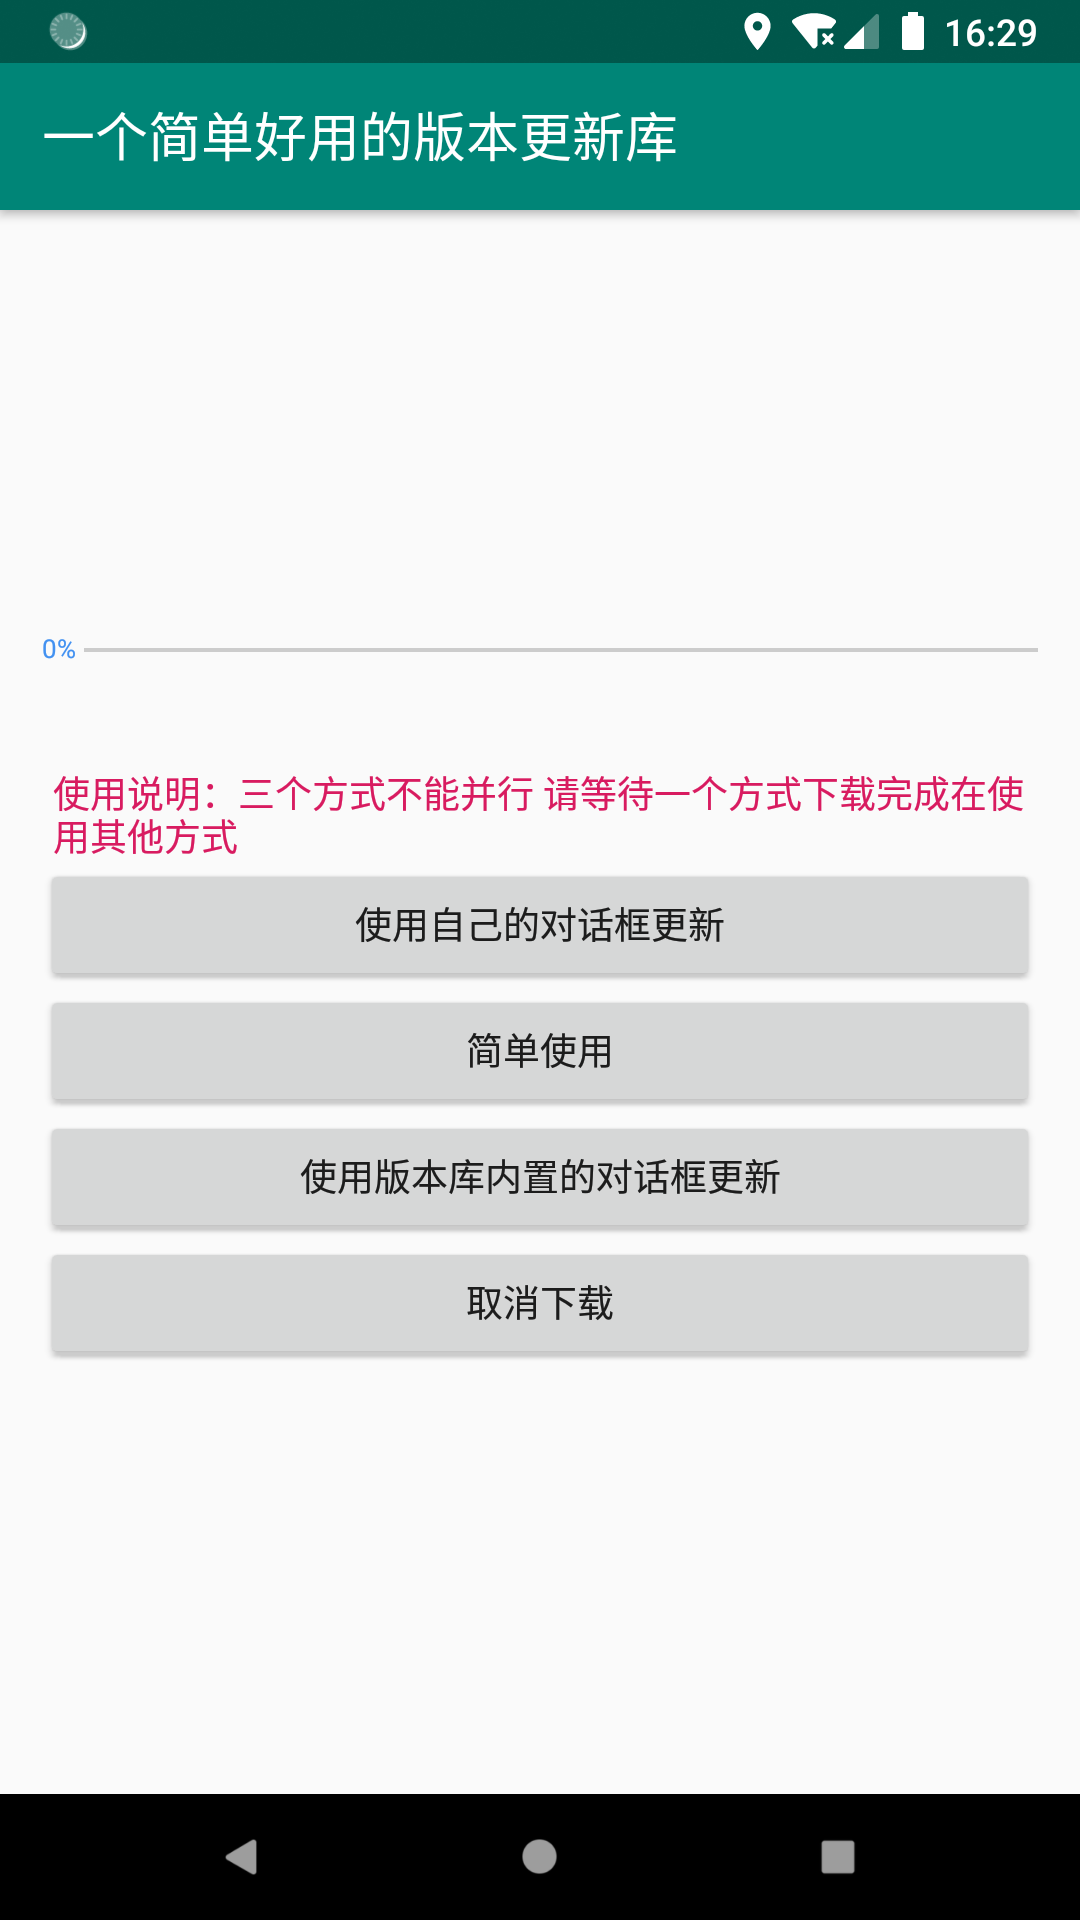 16:29
一个简单好用的版本更新库
0%
使用说明：三个方式不能并行 请等待一个方式下载完成在使
用其他方式
使用自己的对话框更新
简单使用
使用版本库内置的对话框更新
取消下载